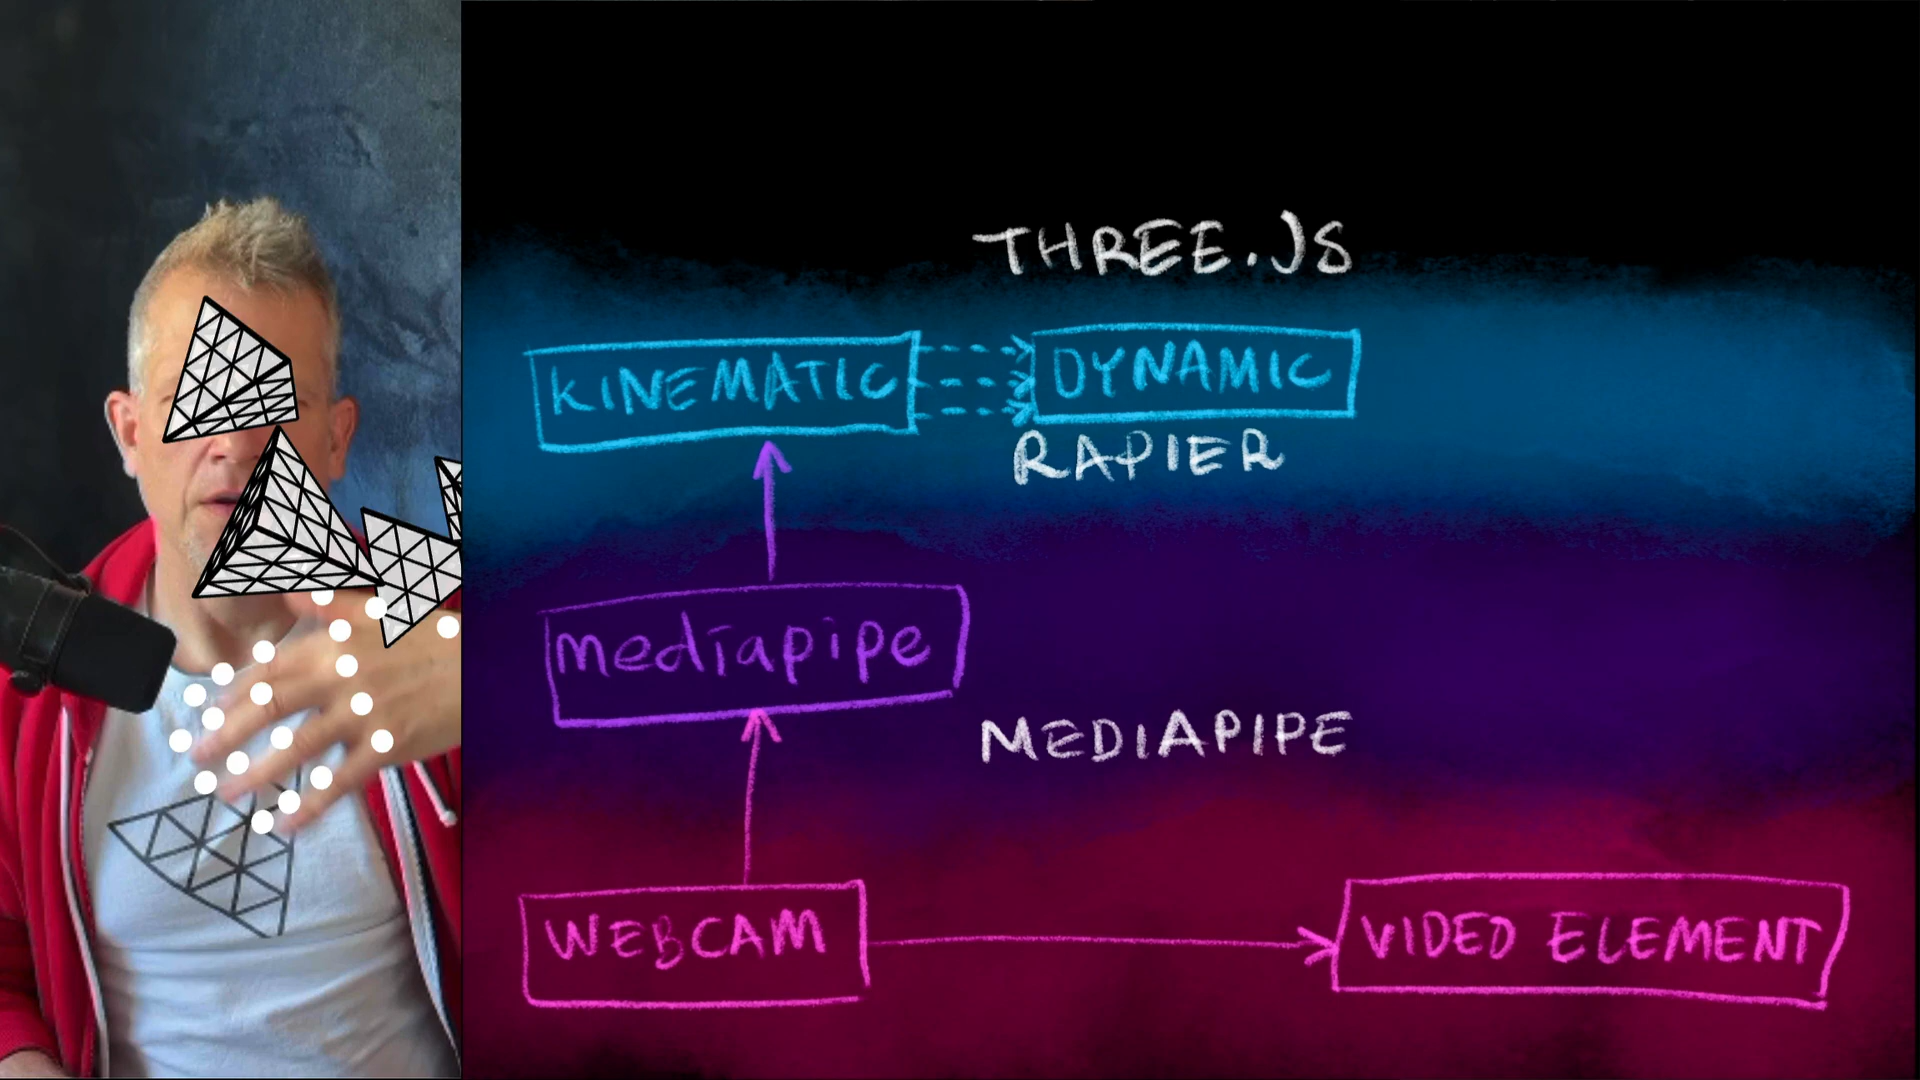 THREE.JS
KINEMATIC
DYNAMIC
RAPIER
mediapipe
MEDIAPIPE
WEBCAM
VIDEO ELEMENT